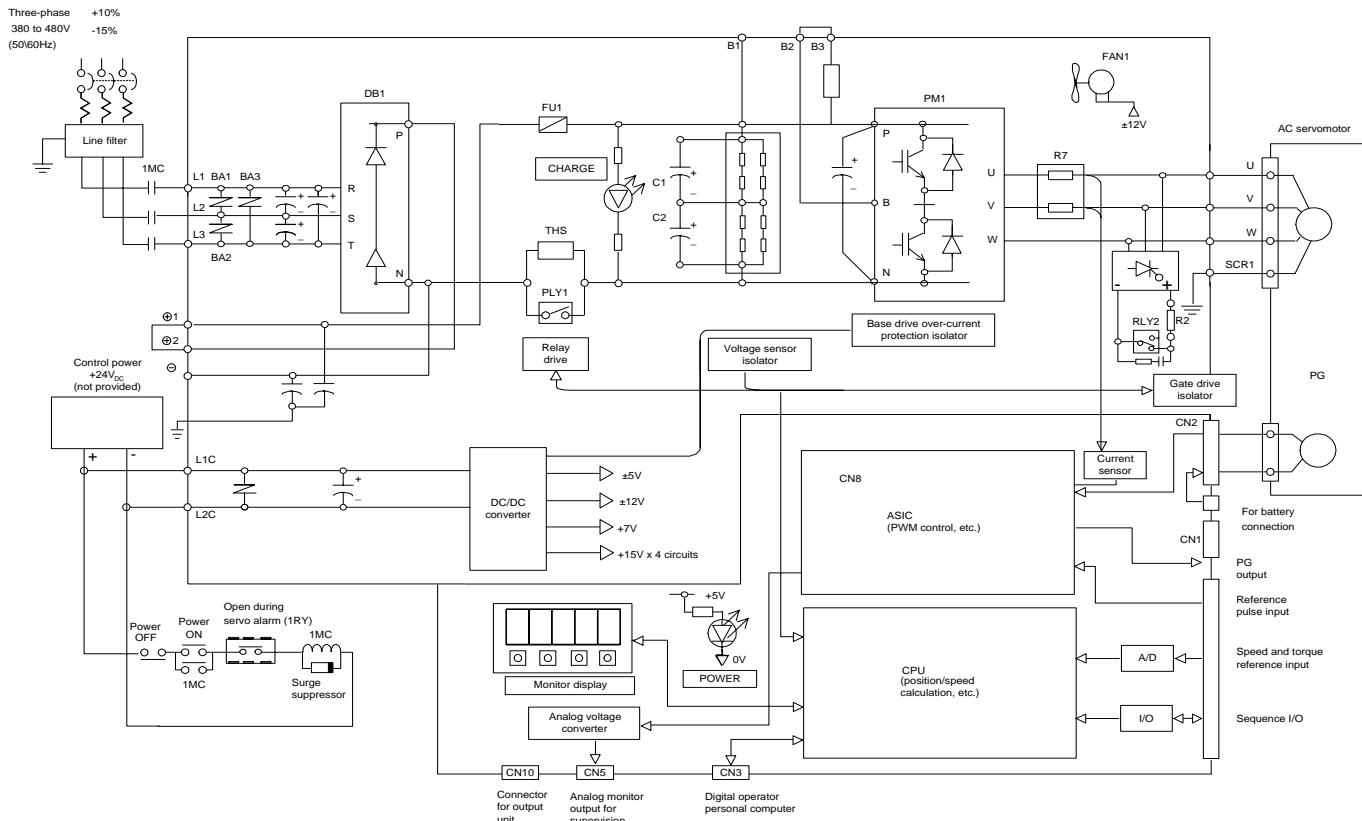 Three-phase +10%
380 to 480V -15%
(50\60Hz)
Line filter
1MC
L1 BA1 BA3
L2
L3
BA2
DB1
P
R
S
T
N
FU1
CHARGE
THS
PLY1
B1 B2 B3
C1
C2
+
–
+
–
PM1
P
B
N
U
V
W
FAN1
±12V
R7
AC servomotor
U
V
W
SCR1
- +
RLY2 R2
PG
⊕1
⊕2
⊖
Relay
drive
Voltage sensor
isolator
Base drive over-current
protection isolator
Gate drive
isolator
Control power
+24VDC
(not provided)
+ -
L1C
L2C
+
–
DC/DC
converter
±5V
±12V
+7V
+15V x 4 circuits
CN8
ASIC
(PWM control, etc.)
Current
sensor
CN2
For battery
connection
CN1
PG
output
Reference
pulse input
Power
OFF
Power
ON
1MC
Open during
servo alarm (1RY)
1MC
Surge
suppressor
Monitor display
+5V
0V
POWER
CPU
(position/speed
calculation, etc.)
A/D
Speed and torque
reference input
I/O
Sequence I/O
Analog voltage
converter
CN10
CN5
CN3
Connector
for output
unit
Analog monitor
output for
supervision
Digital operator
personal computer